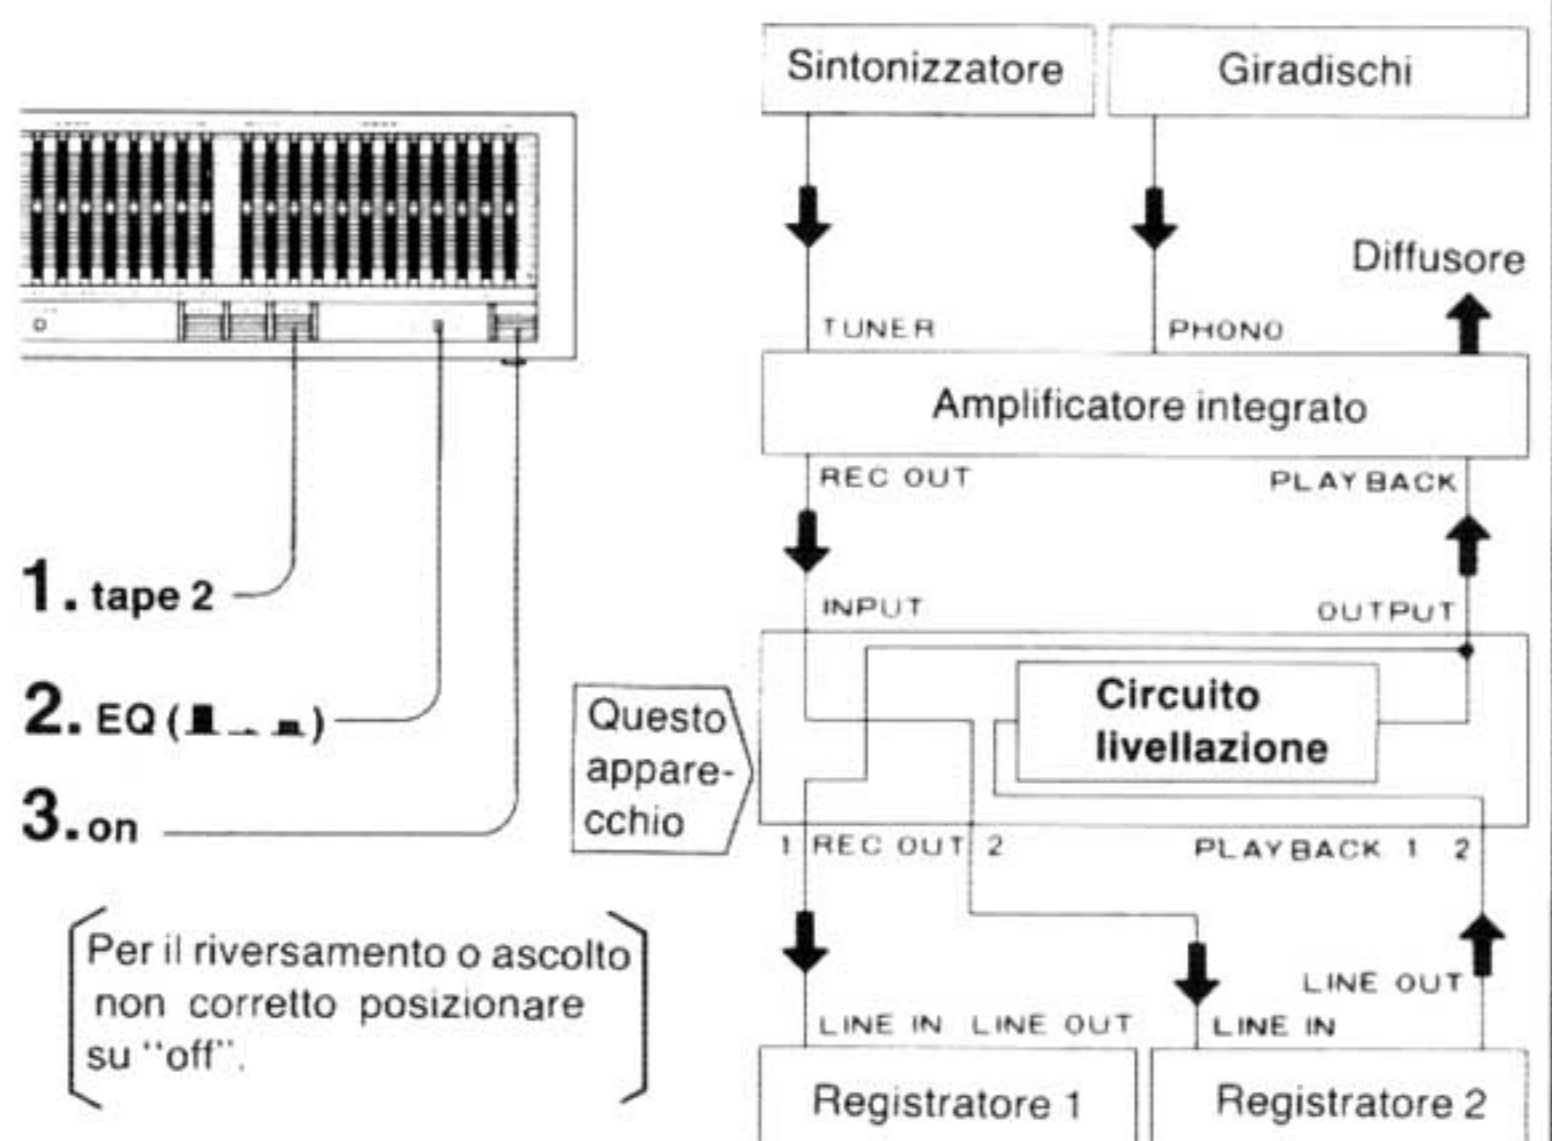 Sintonizzatore
Giradischi
Diffusore
TUNER
PHONO
Amplificatore integrato
REC OUT
PLAYBACK
INPUT
OUTPUT
1. tape 2
2. EQ ( )
3. on
Questo
appare-
cchio
Circuito
livellazione
1 REC OUT 2
PLAYBACK 1 2
Per il riversamento o ascolto
non corretto posizionare
su "off".
LINE OUT
LINE IN LINE OUT
LINE IN
Registratore 1
Registratore 2